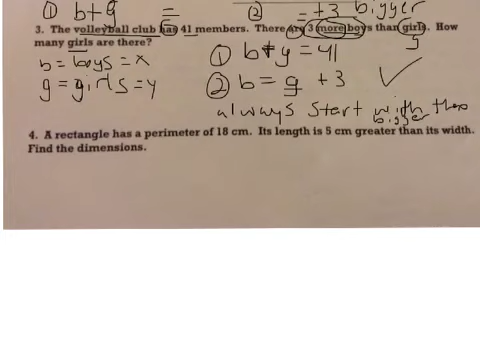 ① b+g = ② = +3 bigger
3. The volleyball club has 41 members. There are 3 more boys than girls. How
many girls are there?
① b+y = 41
b = boys = x
② b = g + 3
g = girls = y
always start with the
bigger
4. A rectangle has a perimeter of 18 cm. Its length is 5 cm greater than its width.
Find the dimensions.